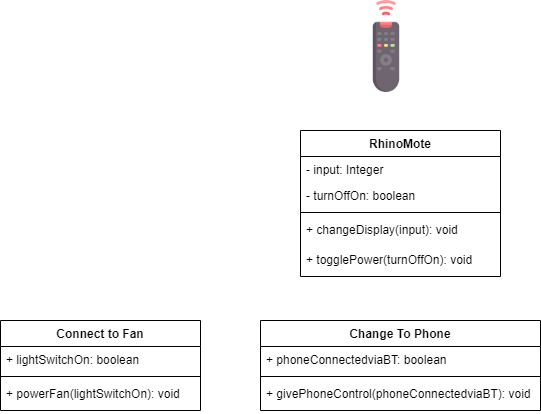 RhinoMote
- input: Integer
- turnOffOn: boolean
+ changeDisplay(input): void
+ togglePower(turnOffOn): void
Connect to Fan
+ lightSwitchOn: boolean
+ powerFan(lightSwitchOn): void
Change To Phone
+ phoneConnectedviaBT: boolean
+ givePhoneControl(phoneConnectedviaBT): void